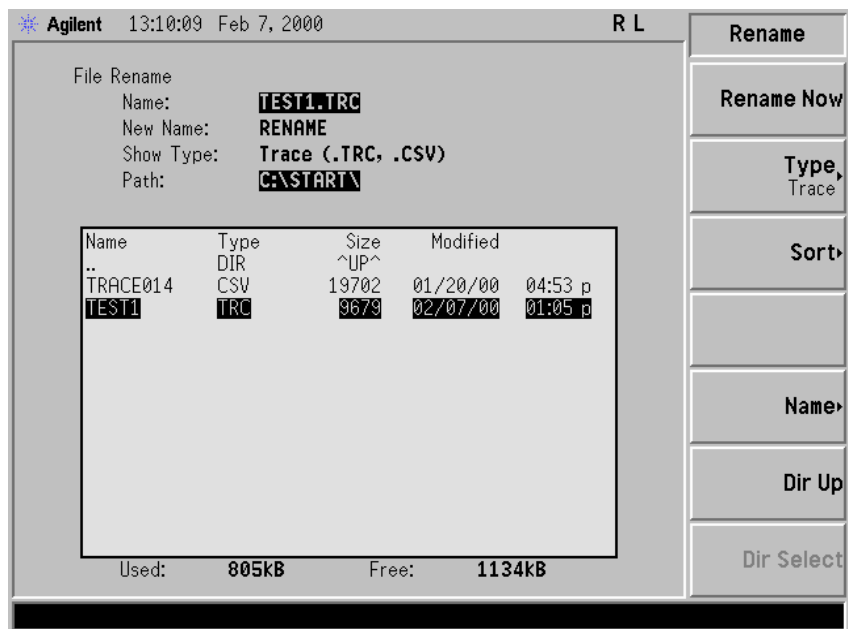 Agilent 13:10:09 Feb 7, 2000 R L
File Rename
Name: TEST1.TRC
New Name: RENAME
Show Type: Trace (.TRC, .CSV)
Path: C:\START\
Name Type Size Modified
.. DIR ^UP^
TRACE014 CSV 19702 01/20/00 04:53 p
TEST1 TRC 9679 02/07/00 01:05 p
Used: 805kB Free: 1134kB
Rename
Rename Now
Type
Trace
Sort
Name
Dir Up
Dir Select